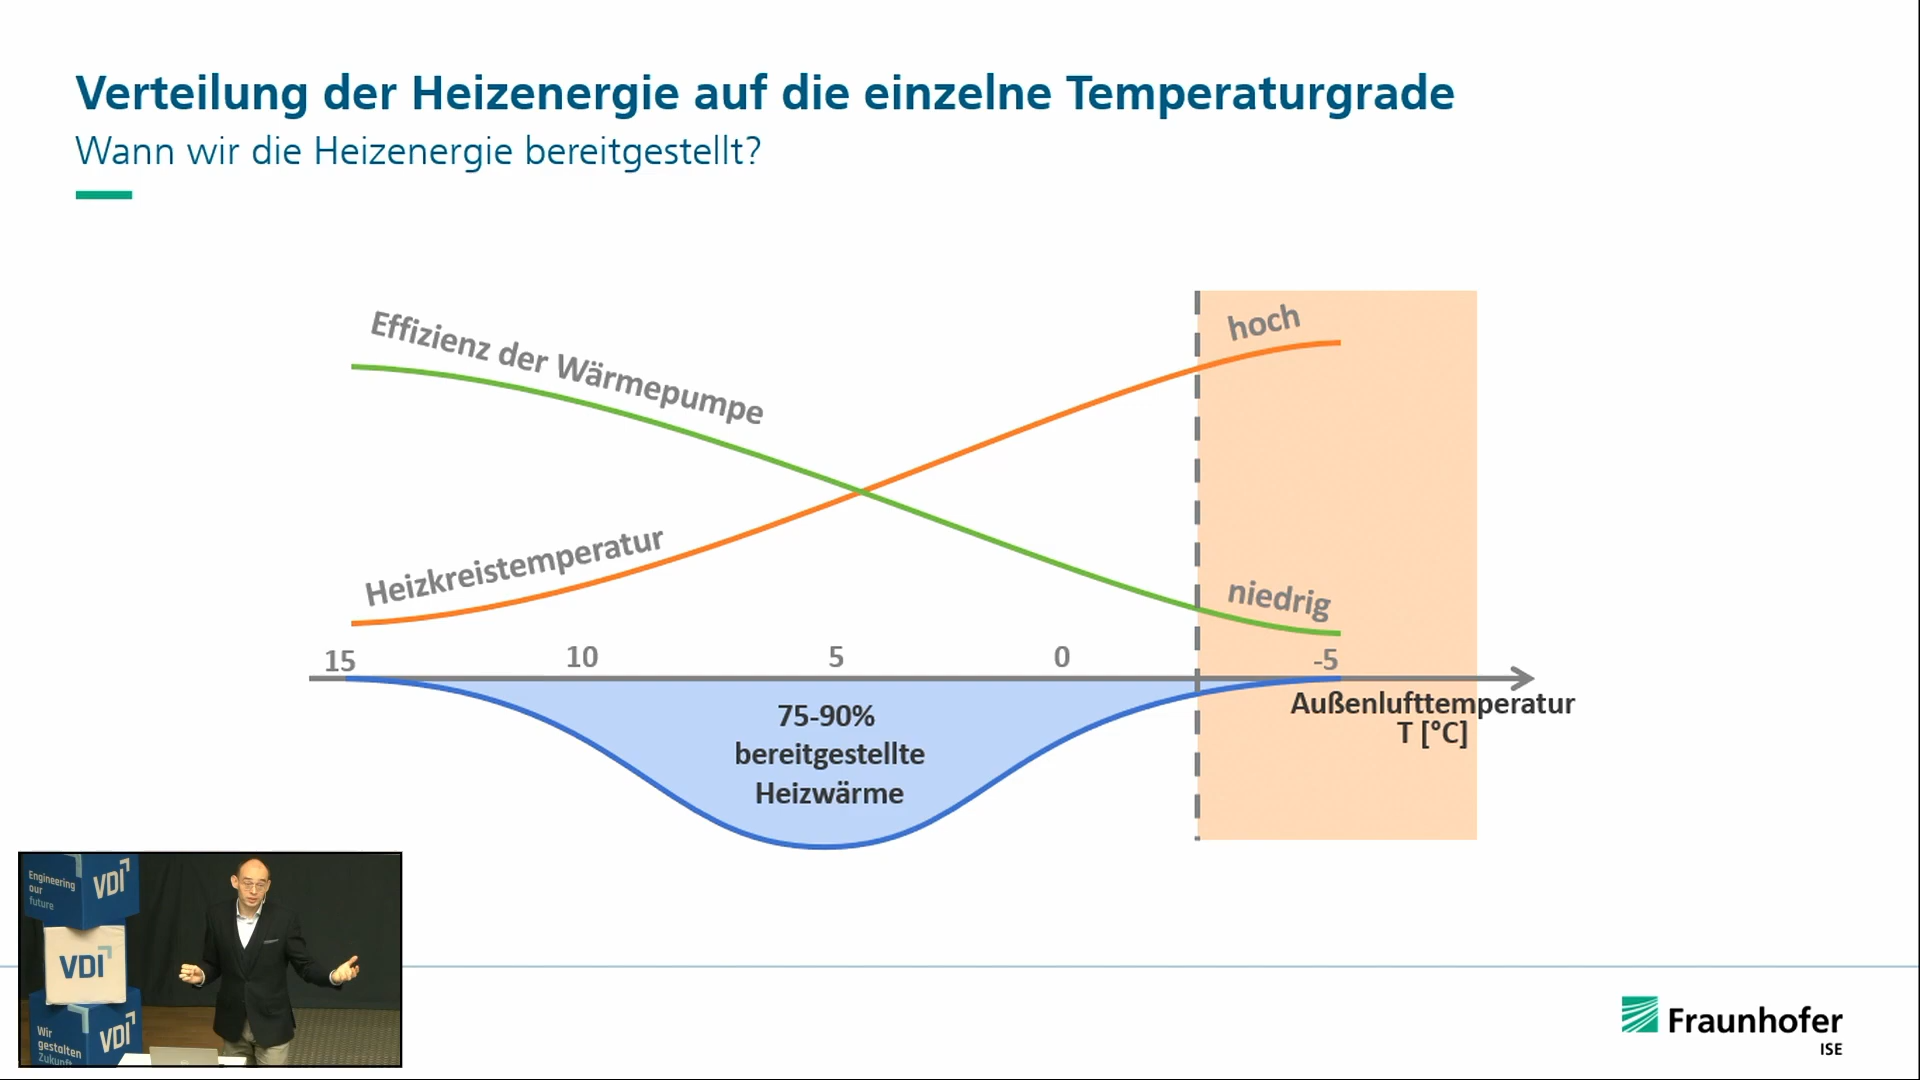 Verteilung der Heizenergie auf die einzelne Temperaturgrade
Wann wir die Heizenergie bereitgestellt?
Effizienz der Wärmepumpe
hoch
Heizkreistemperatur
niedrig
15
10
5
0
-5
Außenlufttemperatur
T [°C]
75-90%
bereitgestellte
Heizwärme
Engineering
our
future
VDI
VDI
Wir
gestalten
Zukunft
VDI
Fraunhofer
ISE